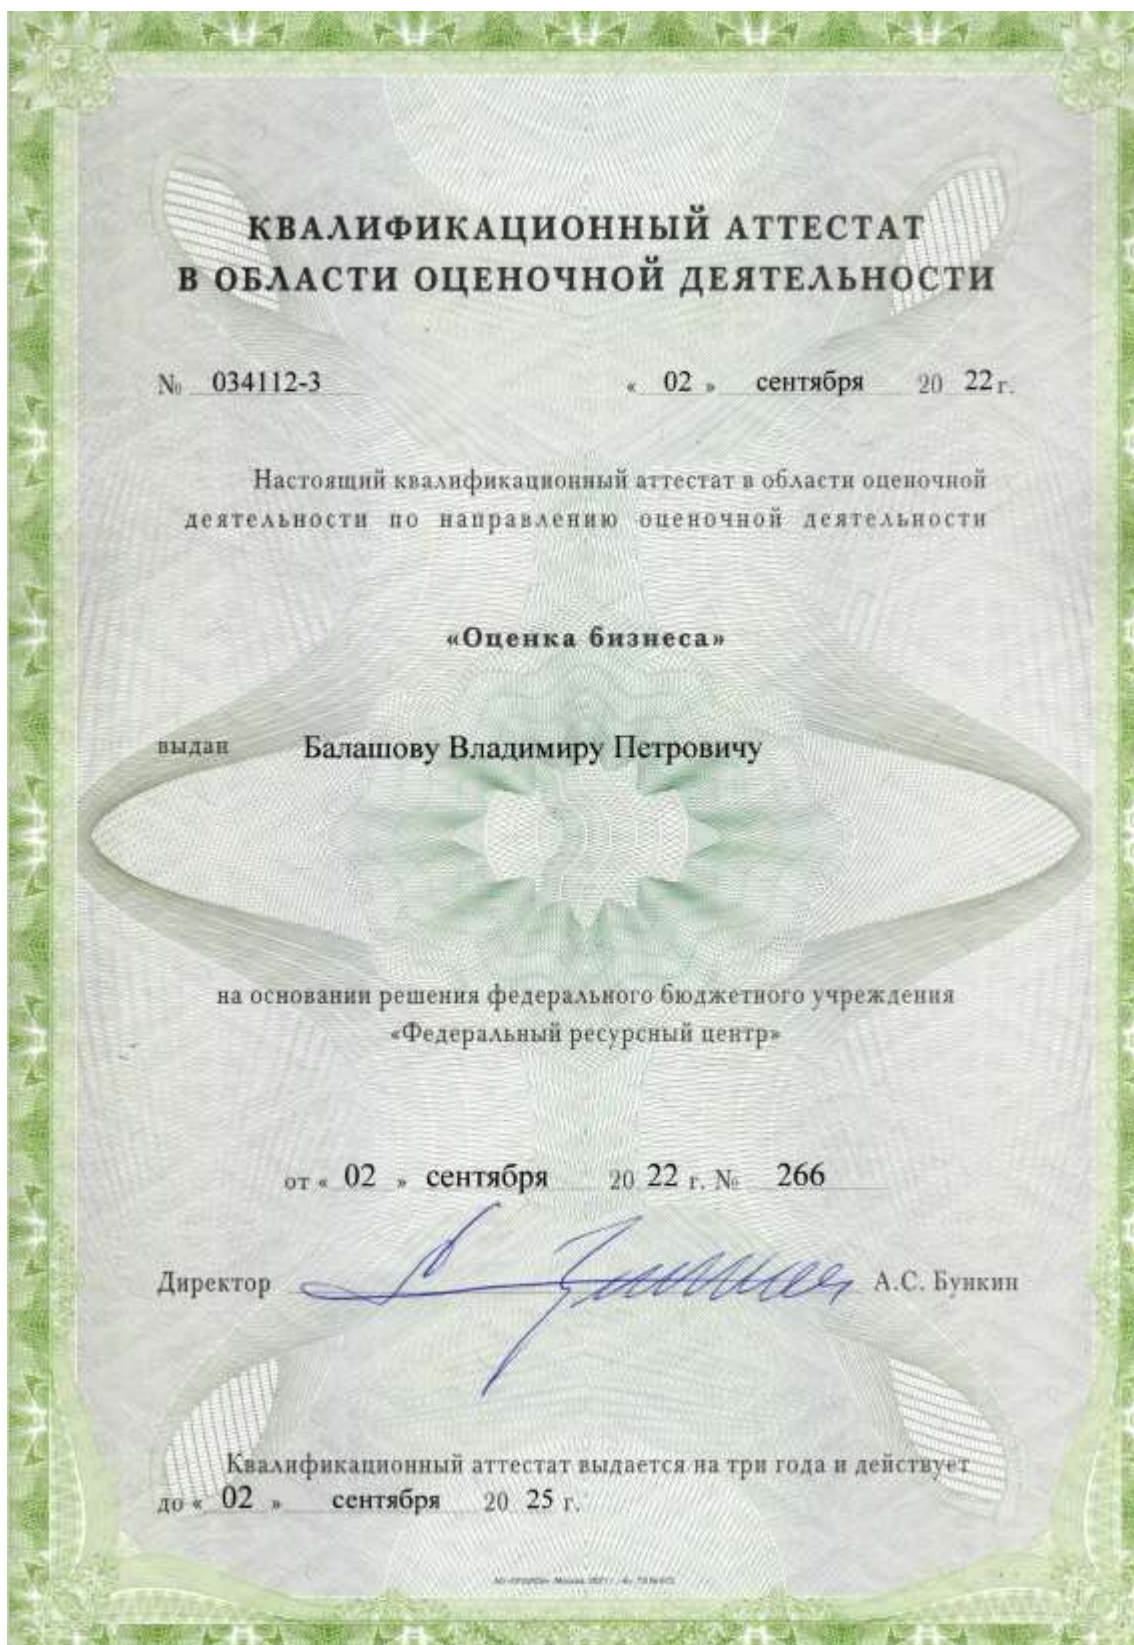 КВАЛИФИКАЦИОННЫЙ АТТЕСТАТ
В ОБЛАСТИ ОЦЕНОЧНОЙ ДЕЯТЕЛЬНОСТИ
№ 034112-3 « 02 » сентября 20 22 г.
Настоящий квалификационный аттестат в области оценочной
деятельности по направлению оценочной деятельности
«Оценка бизнеса»
выдан Балашову Владимиру Петровичу
на основании решения федерального бюджетного учреждения
«Федеральный ресурсный центр»
от « 02 » сентября 20 22 г. № 266
Директор А.С. Бункин
Квалификационный аттестат выдается на три года и действует
до « 02 » сентября 20 25 г.